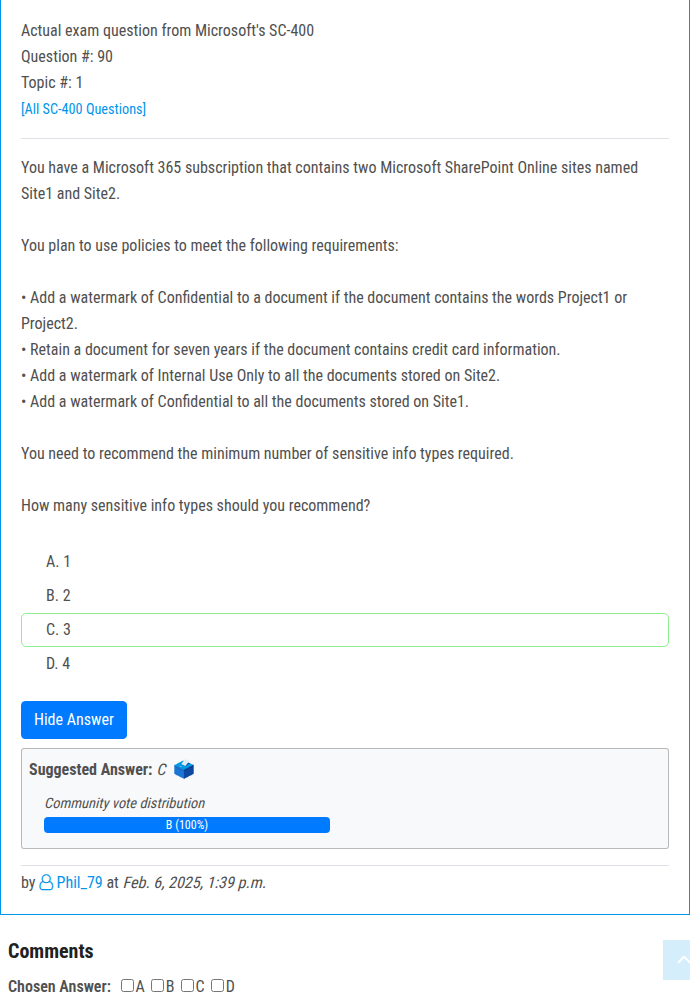 Actual exam question from Microsoft's SC-400
Question #: 90
Topic #: 1
[All SC-400 Questions]
You have a Microsoft 365 subscription that contains two Microsoft SharePoint Online sites named
Site1 and Site2.
You plan to use policies to meet the following requirements:
• Add a watermark of Confidential to a document if the document contains the words Project1 or
Project2.
• Retain a document for seven years if the document contains credit card information.
• Add a watermark of Internal Use Only to all the documents stored on Site2.
• Add a watermark of Confidential to all the documents stored on Site1.
You need to recommend the minimum number of sensitive info types required.
How many sensitive info types should you recommend?
A. 1
B. 2
C. 3
D. 4
Hide Answer
Suggested Answer: C
Community vote distribution
B (100%)
by Phil_79 at Feb. 6, 2025, 1:39 p.m.
Comments
Chosen Answer: A B C D